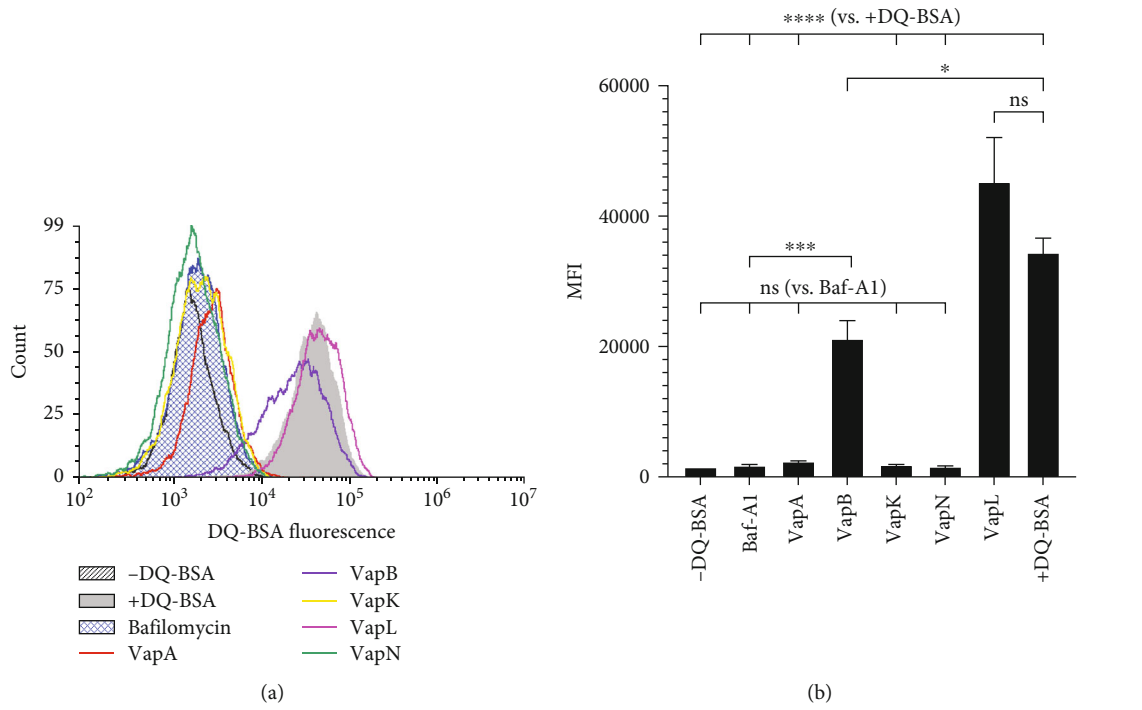 99
75
50
25
0
Count
10² 10³ 10⁴ 10⁵ 10⁶ 10⁷
DQ-BSA fluorescence
–DQ-BSA
+DQ-BSA
Bafilomycin
VapA
VapB
VapK
VapL
VapN
(a)
**** (vs. +DQ-BSA)
*
ns
***
ns (vs. Baf-A1)
60000
40000
20000
0
MFI
–DQ-BSA
Baf-A1
VapA
VapB
VapK
VapN
VapL
+DQ-BSA
(b)